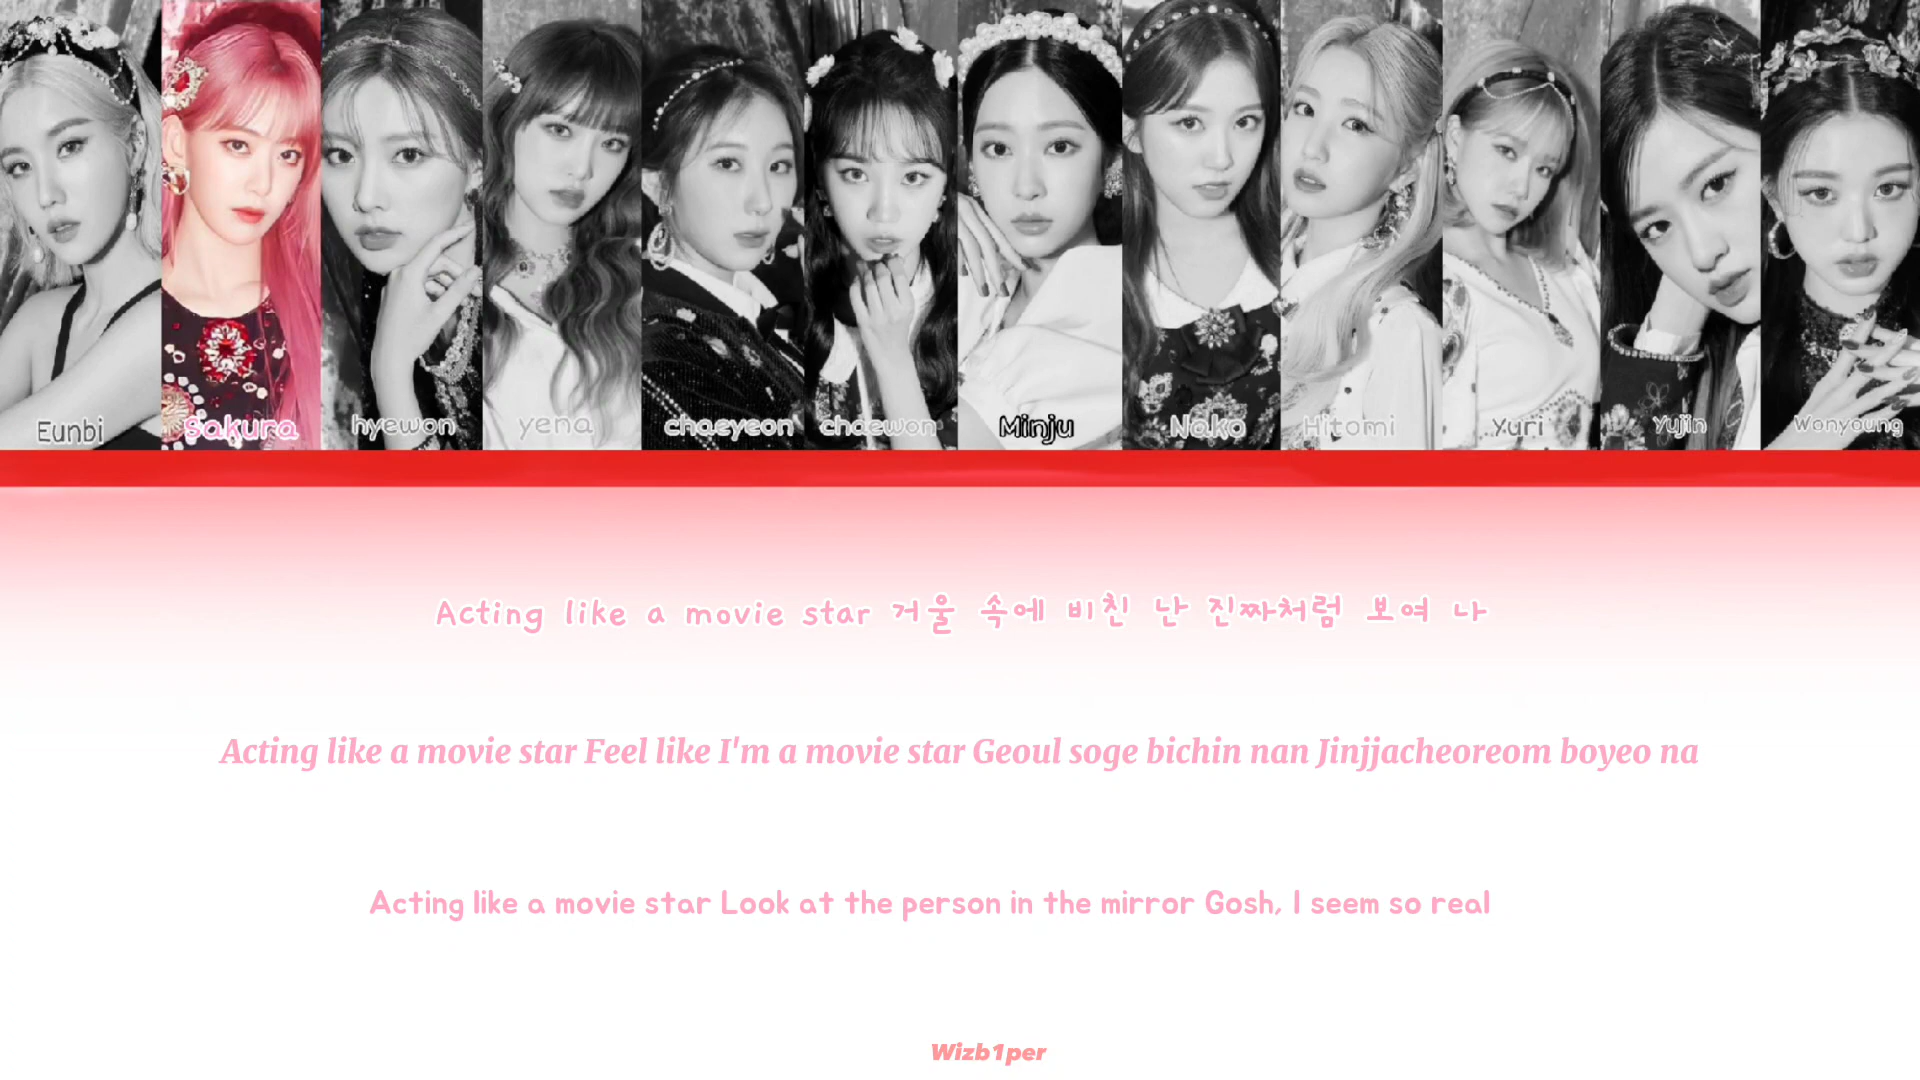 Eunbi
Sakura
hyewon
yena
chaeyeon
chaewon
Minju
Nako
Hitomi
Yuri
Yujin
Wonyoung
Acting like a movie star 거울 속에 비친 난 진짜처럼 보여 나
Acting like a movie star Feel like I'm a movie star Geoul soge bichin nan Jinjjacheoreom boyeo na
Acting like a movie star Look at the person in the mirror Gosh, I seem so real
Wizb1per